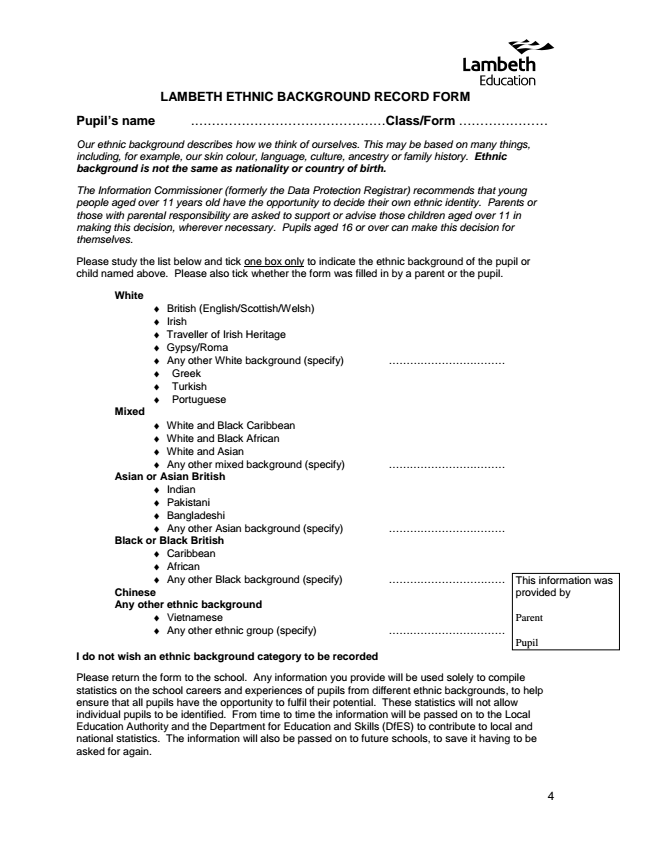 Lambeth
Education
LAMBETH ETHNIC BACKGROUND RECORD FORM
Pupil's name ………………………………………Class/Form …………………
Our ethnic background describes how we think of ourselves. This may be based on many things,
including, for example, our skin colour, language, culture, ancestry or family history. Ethnic
background is not the same as nationality or country of birth.
The Information Commissioner (formerly the Data Protection Registrar) recommends that young
people aged over 11 years old have the opportunity to decide their own ethnic identity. Parents or
those with parental responsibility are asked to support or advise those children aged over 11 in
making this decision, wherever necessary. Pupils aged 16 or over can make this decision for
themselves.
Please study the list below and tick one box only to indicate the ethnic background of the pupil or
child named above. Please also tick whether the form was filled in by a parent or the pupil.
White
♦ British (English/Scottish/Welsh)
♦ Irish
♦ Traveller of Irish Heritage
♦ Gypsy/Roma
♦ Any other White background (specify) ……………………………
♦ Greek
♦ Turkish
♦ Portuguese
Mixed
♦ White and Black Caribbean
♦ White and Black African
♦ White and Asian
♦ Any other mixed background (specify) ……………………………
Asian or Asian British
♦ Indian
♦ Pakistani
♦ Bangladeshi
♦ Any other Asian background (specify) ……………………………
Black or Black British
♦ Caribbean
♦ African
♦ Any other Black background (specify) ……………………………
Chinese
Any other ethnic background
♦ Vietnamese
♦ Any other ethnic group (specify) ……………………………
This information was
provided by
Parent
Pupil
I do not wish an ethnic background category to be recorded
Please return the form to the school. Any information you provide will be used solely to compile
statistics on the school careers and experiences of pupils from different ethnic backgrounds, to help
ensure that all pupils have the opportunity to fulfil their potential. These statistics will not allow
individual pupils to be identified. From time to time the information will be passed on to the Local
Education Authority and the Department for Education and Skills (DfES) to contribute to local and
national statistics. The information will also be passed on to future schools, to save it having to be
asked for again.
4